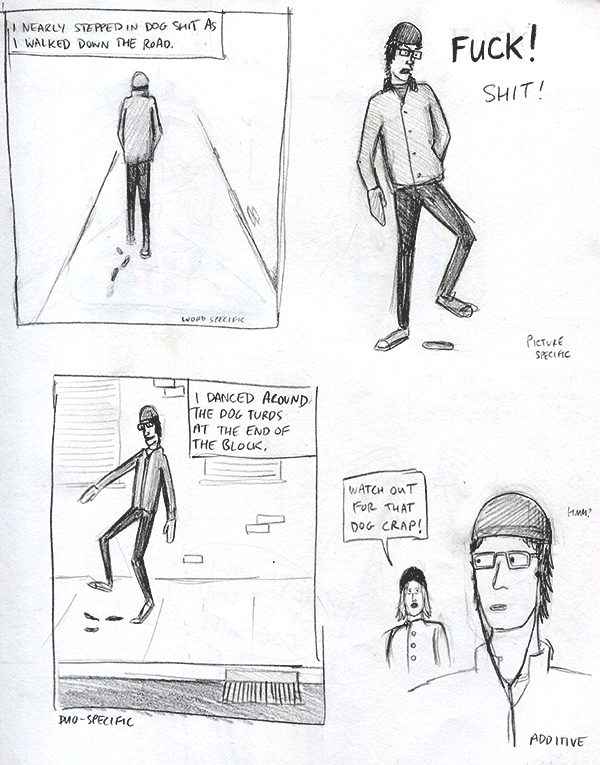 I NEARLY STEPPED IN DOG SHIT AS
I WALKED DOWN THE ROAD.
WORD SPECIFIC
FUCK!
SHIT!
PICTURE
SPECIFIC
I DANCED AROUND
THE DOG TURDS
AT THE END OF
THE BLOCK.
DUO-SPECIFIC
WATCH OUT
FOR THAT
DOG CRAP!
HMM?
ADDITIVE